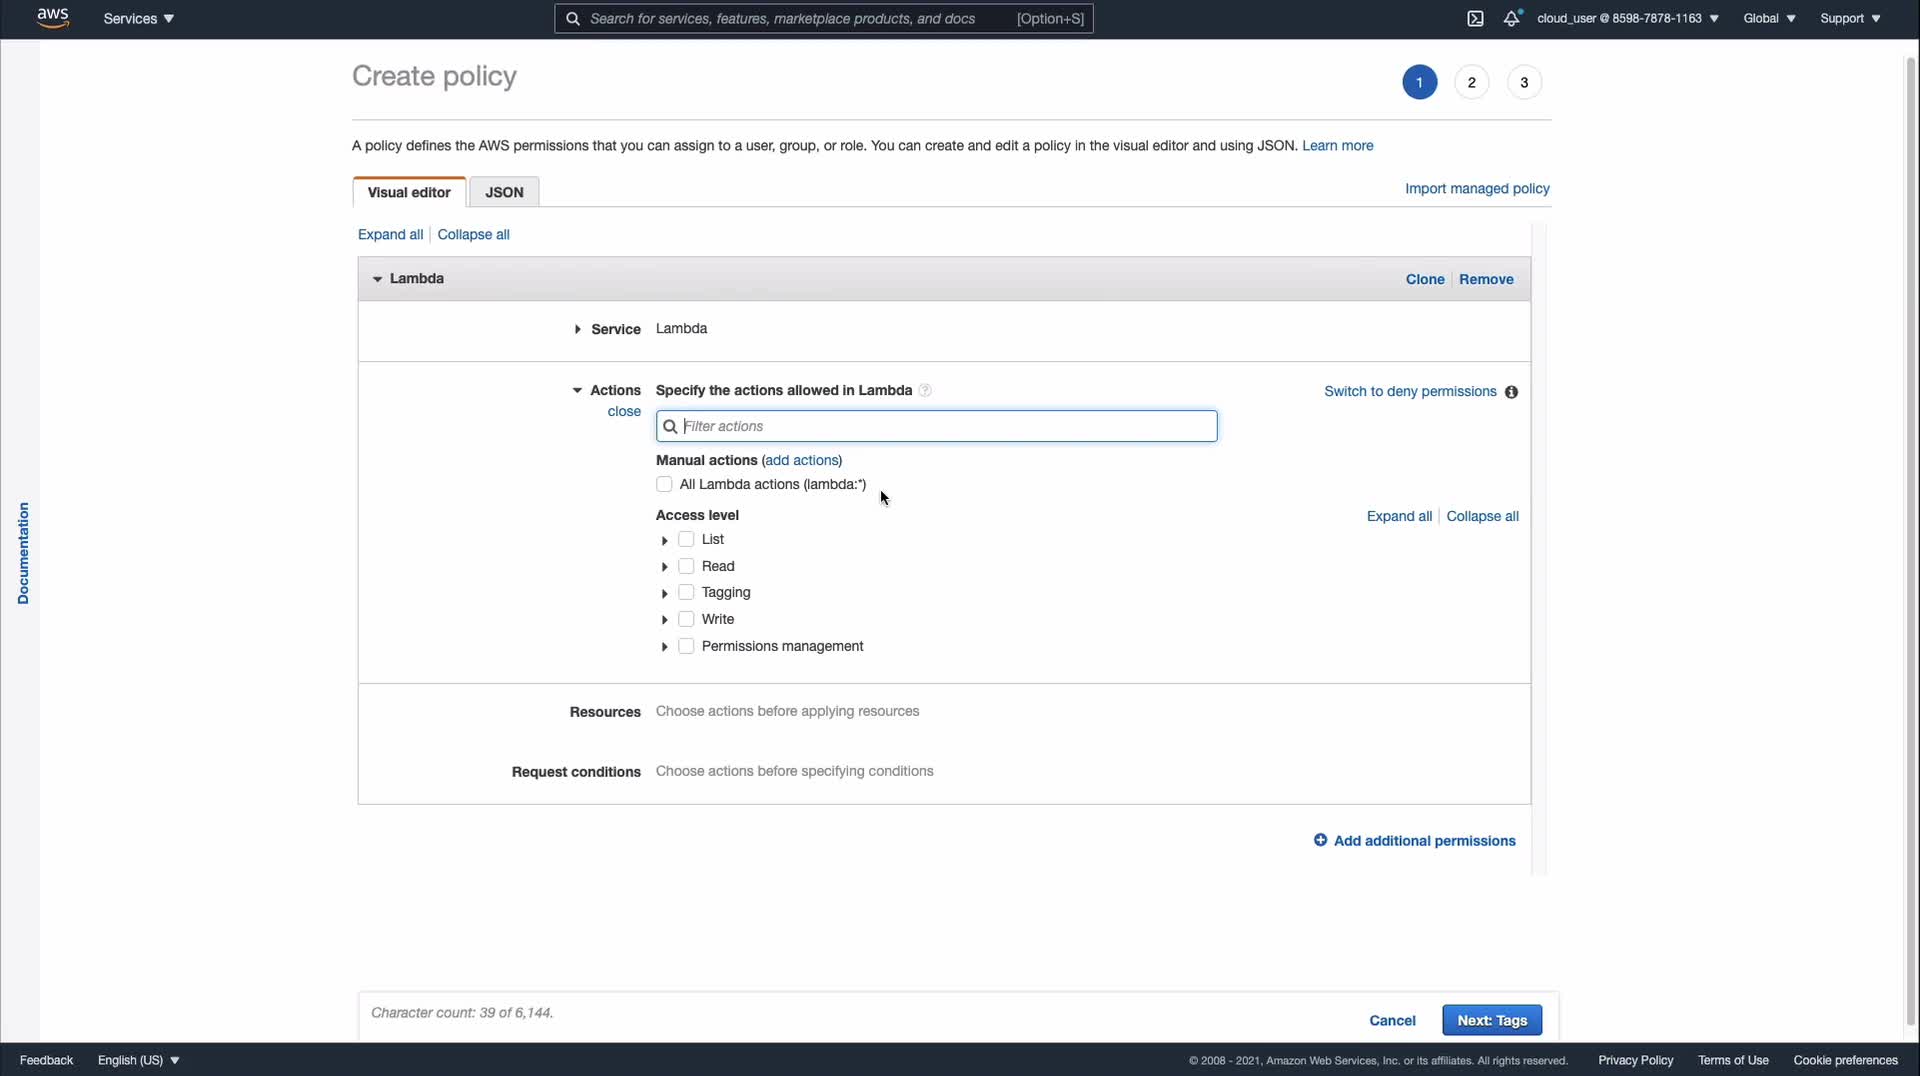 aws Services Search for services, features, marketplace products, and docs [Option+S] cloud_user @ 8598-7878-1163 Global Support
Create policy 1 2 3
A policy defines the AWS permissions that you can assign to a user, group, or role. You can create and edit a policy in the visual editor and using JSON. Learn more
Visual editor JSON Import managed policy
Expand all Collapse all
Lambda Clone Remove
Service Lambda
Actions Specify the actions allowed in Lambda ? Switch to deny permissions i
close Filter actions
Manual actions (add actions)
All Lambda actions (lambda:*)
Access level Expand all Collapse all
List
Read
Tagging
Write
Permissions management
Documentation
Resources Choose actions before applying resources
Request conditions Choose actions before specifying conditions
Add additional permissions
Character count: 39 of 6,144.
Cancel Next: Tags
Feedback English (US) © 2008 - 2021, Amazon Web Services, Inc. or its affiliates. All rights reserved. Privacy Policy Terms of Use Cookie preferences